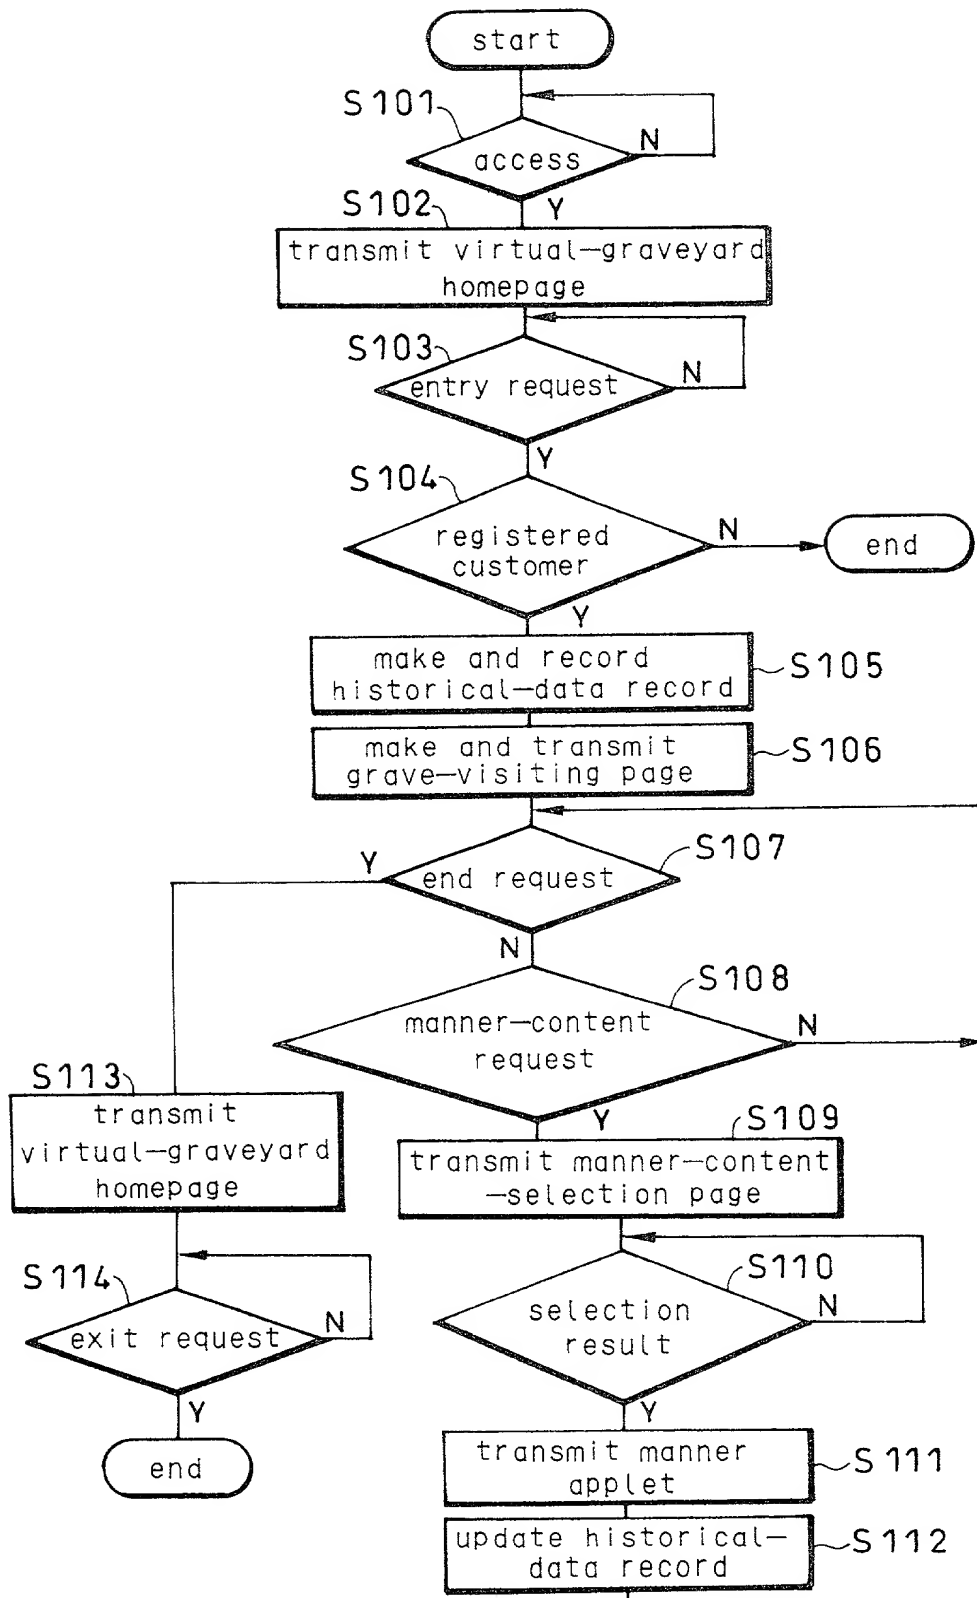 start
S101
access
N
Y
S102
transmit virtual-graveyard
homepage
S103
entry request
N
Y
S104
registered
customer
N
end
Y
make and record
historical-data record
S105
make and transmit
grave-visiting page
S106
S107
Y
end request
N
S108
manner-content
request
N
Y
S113
transmit
virtual-graveyard
homepage
S109
transmit manner-content
-selection page
S114
exit request
N
Y
end
S110
selection
result
N
Y
transmit manner
applet
S111
update historical-
data record
S112